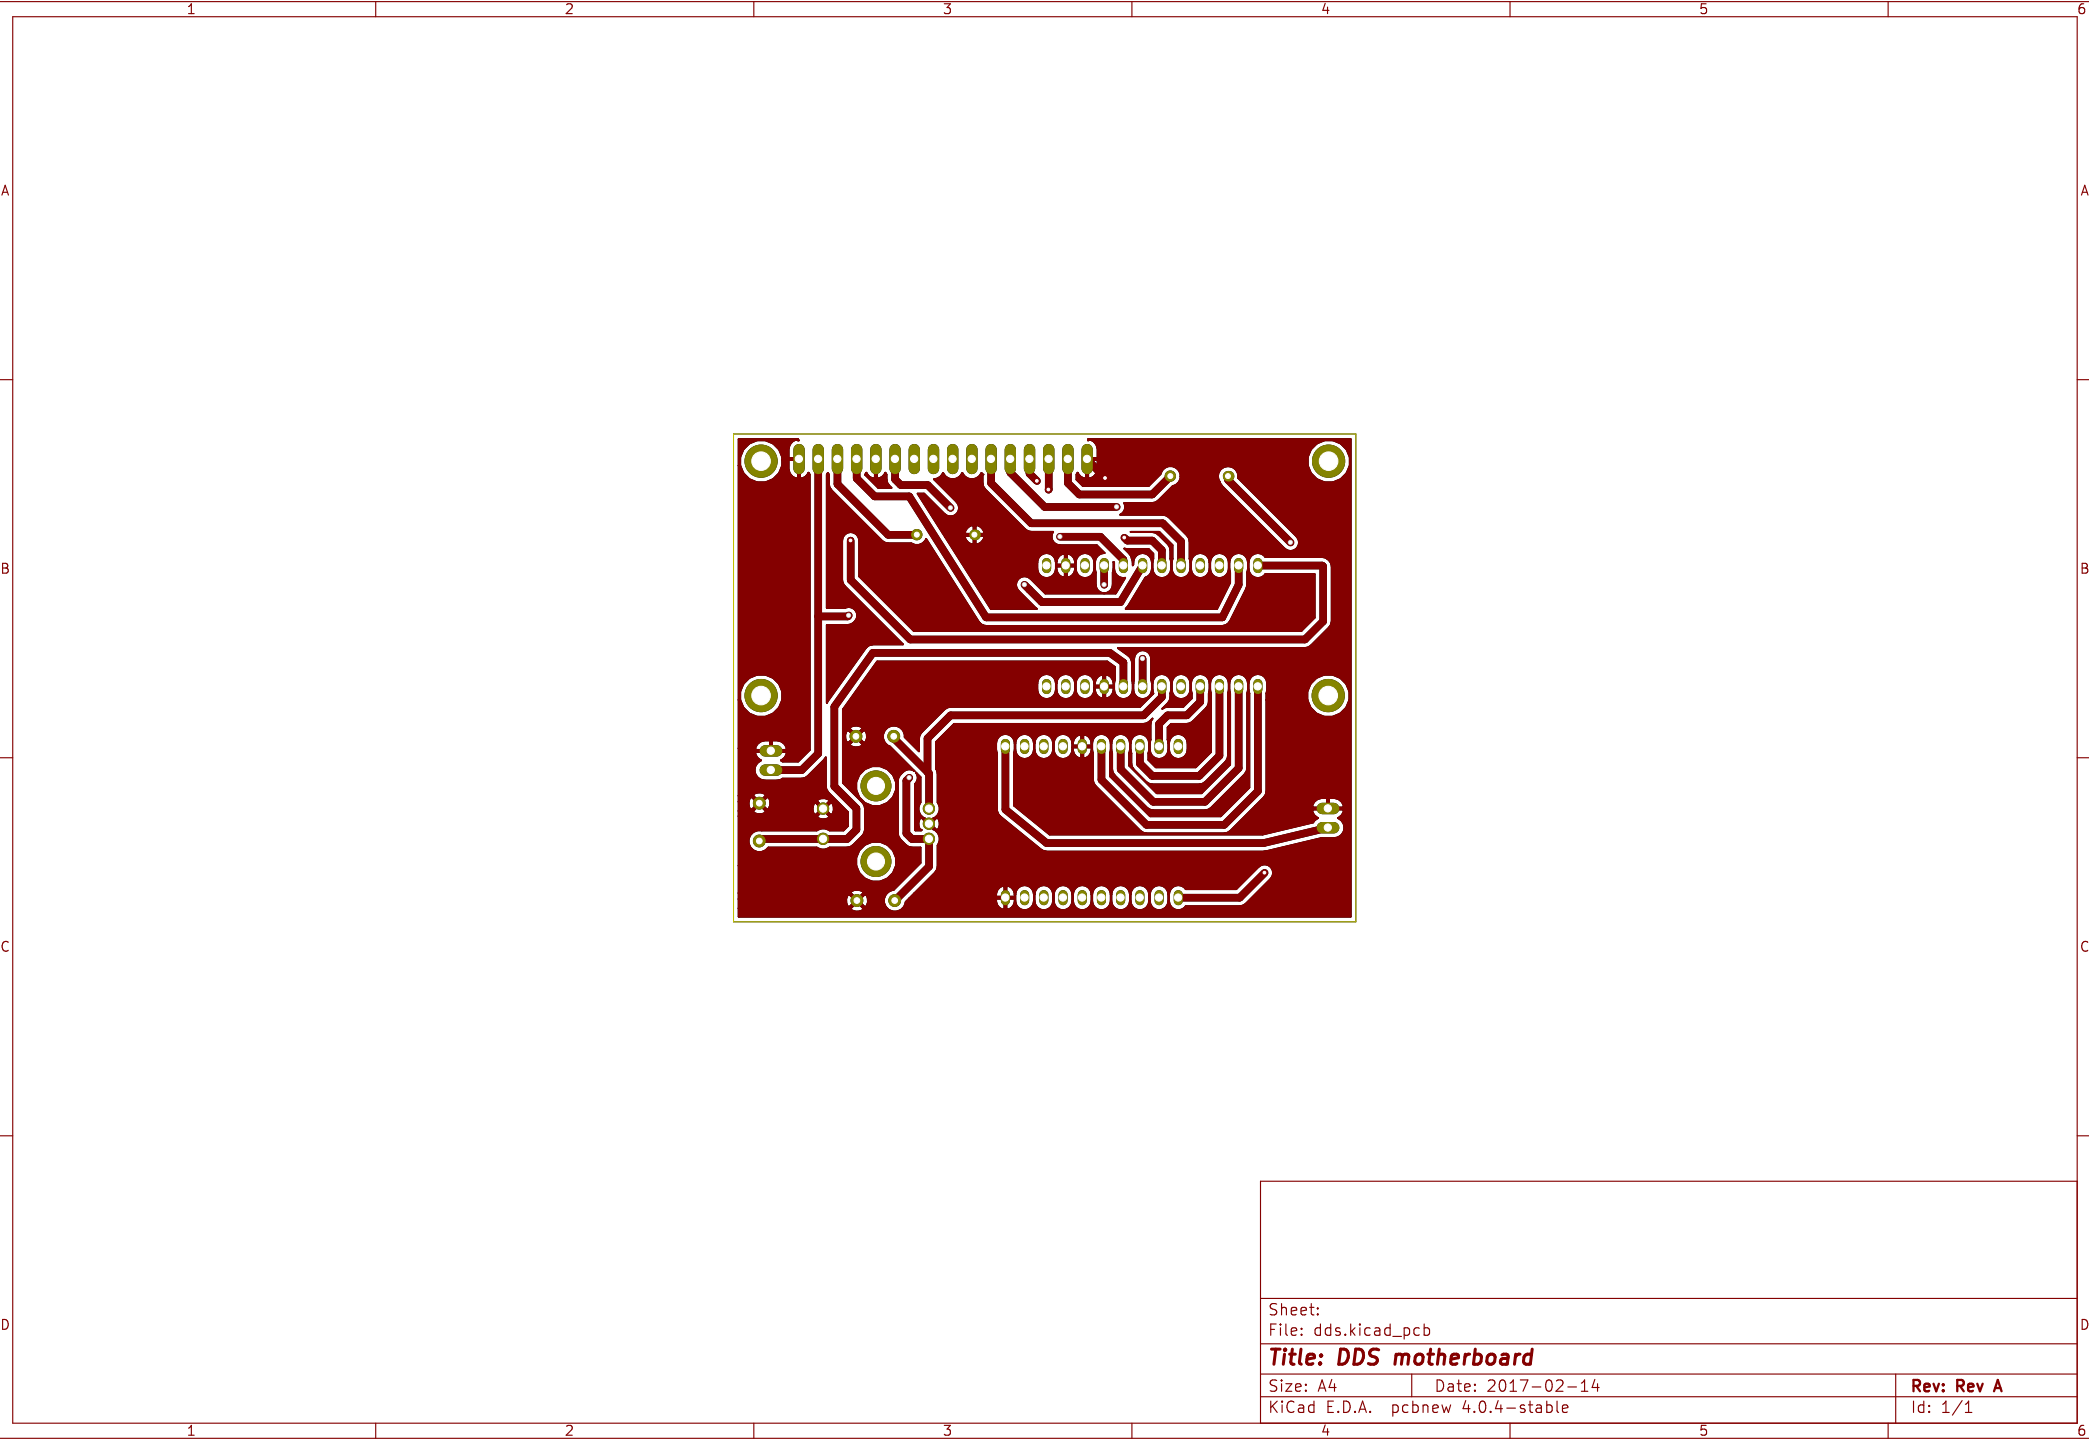 1 2 3 4 5 6
A A
B B
C C
D D
Sheet:
File: dds.kicad_pcb
Title: DDS motherboard
Size: A4 Date: 2017-02-14 Rev: Rev A
KiCad E.D.A. pcbnew 4.0.4-stable Id: 1/1
1 2 3 4 5 6